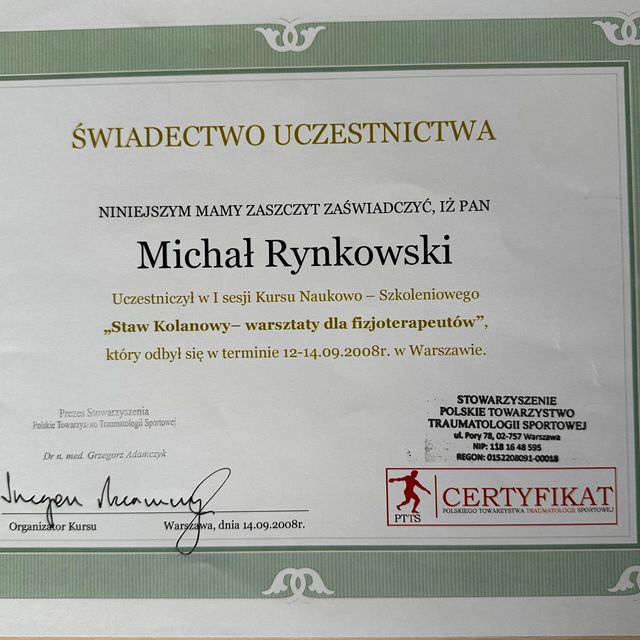 ŚWIADECTWO UCZESTNICTWA
NINIEJSZYM MAMY ZASZCZYT ZAŚWIADCZYĆ, IŻ PAN
Michał Rynkowski
Uczestniczył w I sesji Kursu Naukowo – Szkoleniowego
„Staw Kolanowy– warsztaty dla fizjoterapeutów”,
który odbył się w terminie 12-14.09.2008r. w Warszawie.
Prezes Stowarzyszenia
Polskie Towarzystwo Traumatologii Sportowej
Dr n. med. Grzegorz Adamczyk
Organizator Kursu
Warszawa, dnia 14.09.2008r.
STOWARZYSZENIE
POLSKIE TOWARZYSTWO
TRAUMATOLOGII SPORTOWEJ
ul. Pory 78, 02-757 Warszawa
NIP: 118 16 48 595
REGON: 0152208091-00018
PTTS
CERTYFIKAT
POLSKIEGO TOWARZYSTWA TRAUMATOLOGII SPORTOWEJ